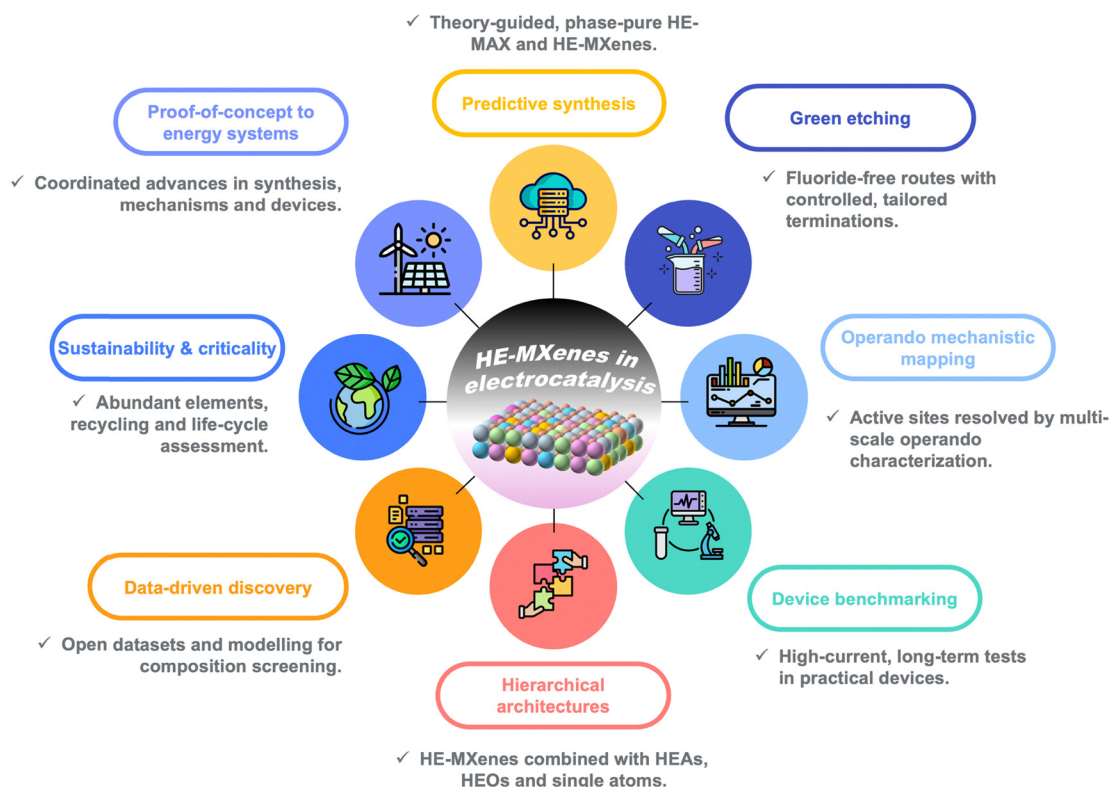 ✓ Theory-guided, phase-pure HE-
MAX and HE-MXenes.
Predictive synthesis
Proof-of-concept to
energy systems
✓ Coordinated advances in synthesis,
mechanisms and devices.
Green etching
✓ Fluoride-free routes with
controlled, tailored
terminations.
Sustainability & criticality
✓ Abundant elements,
recycling and life-cycle
assessment.
HE-MXenes in
electrocatalysis
Operando mechanistic
mapping
✓ Active sites resolved by multi-
scale operando
characterization.
Data-driven discovery
✓ Open datasets and modelling for
composition screening.
Device benchmarking
✓ High-current, long-term tests
in practical devices.
Hierarchical
architectures
✓ HE-MXenes combined with HEAs,
HEOs and single atoms.